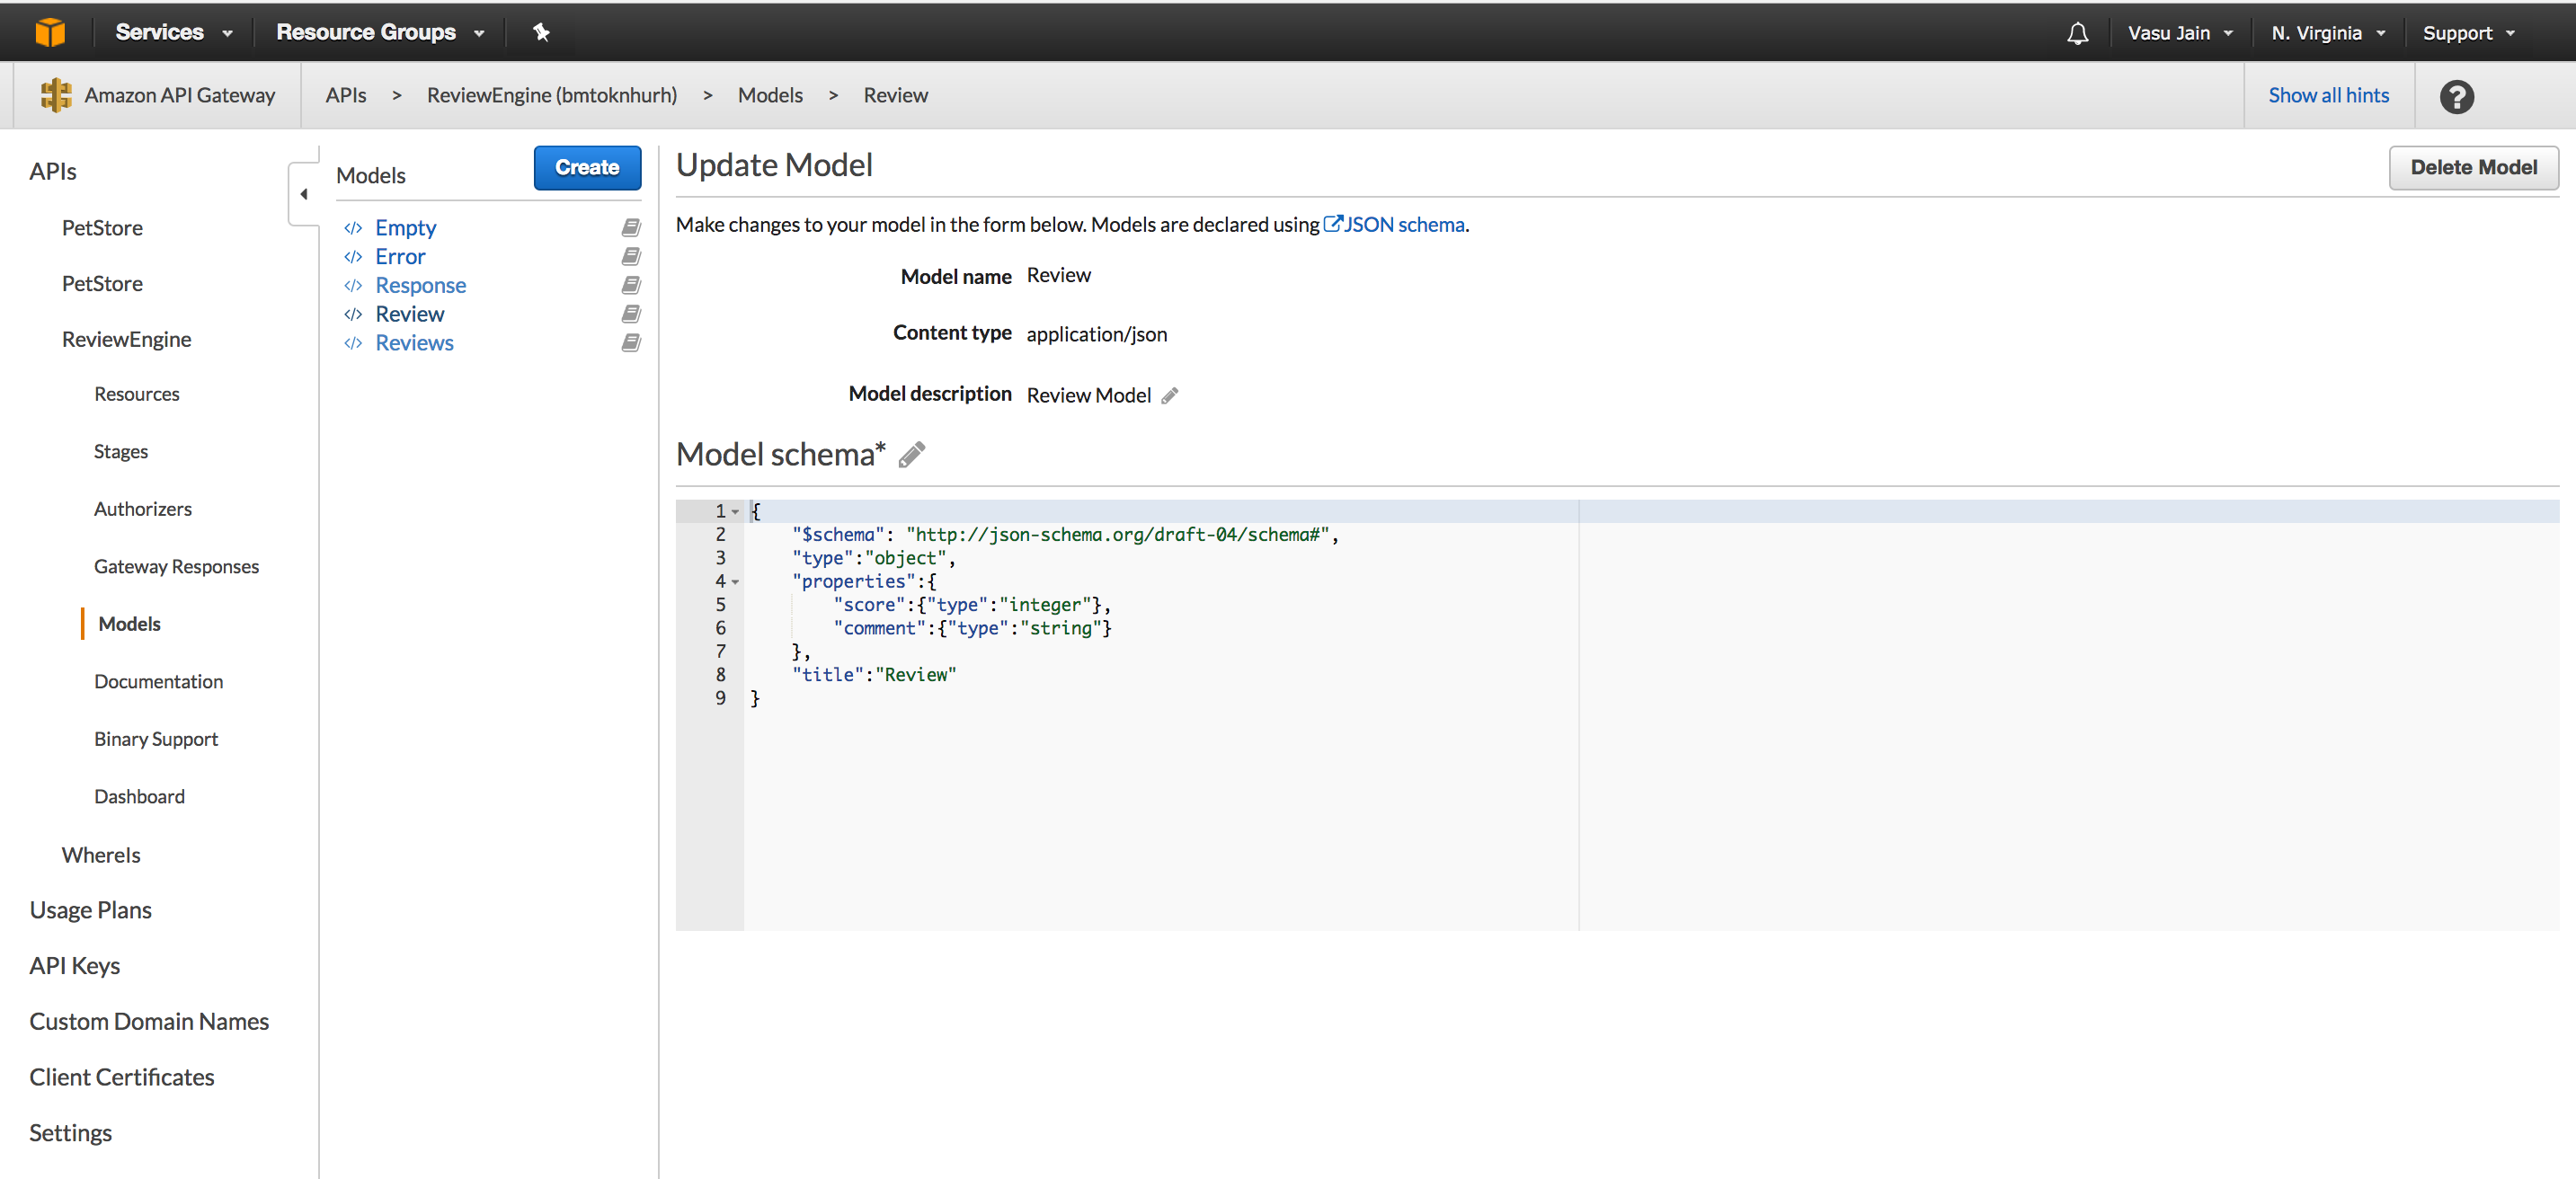 Services
Resource Groups
Vasu Jain
N. Virginia
Support
Amazon API Gateway
APIs > ReviewEngine (bmtoknhurh) > Models > Review
Show all hints
?
APIs
PetStore
PetStore
ReviewEngine
Resources
Stages
Authorizers
Gateway Responses
Models
Documentation
Binary Support
Dashboard
WhereIs
Usage Plans
API Keys
Custom Domain Names
Client Certificates
Settings
Models
Create
</> Empty
</> Error
</> Response
</> Review
</> Reviews
Update Model
Delete Model
Make changes to your model in the form below. Models are declared using JSON schema.
Model name Review
Content type application/json
Model description Review Model
Model schema*
1 {
2 "$schema": "http://json-schema.org/draft-04/schema#",
3 "type":"object",
4 "properties":{
5 "score":{"type":"integer"},
6 "comment":{"type":"string"}
7 },
8 "title":"Review"
9 }